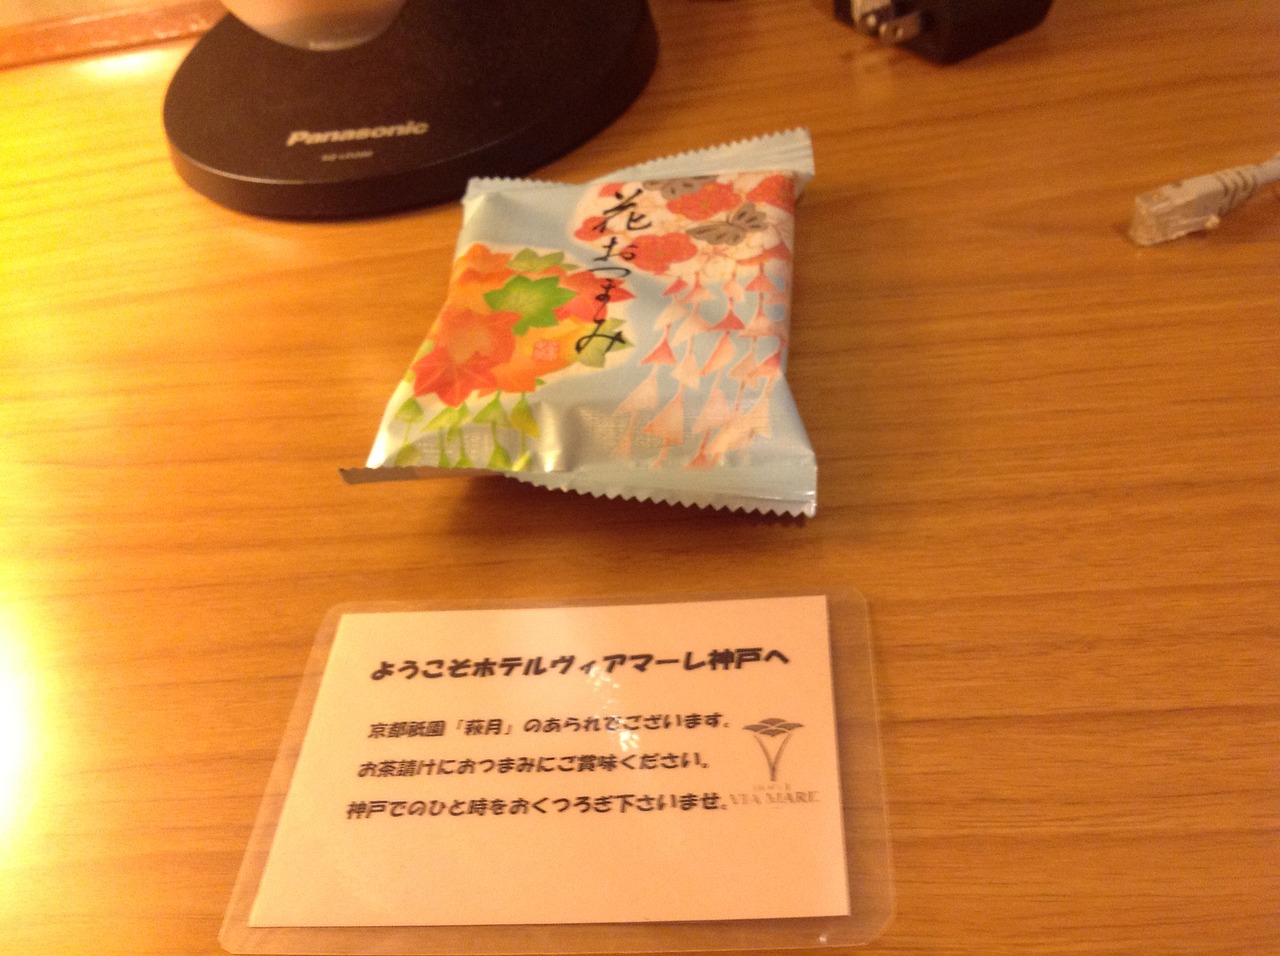 Panasonic
花おつまみ
ようこそホテルヴィアマーレ神戸へ
京都祇園「萩月」のあられでございます。
お茶請けにおつまみにご賞味ください。
神戸でのひと時をおくつろぎ下さいませ。
VIA MARE